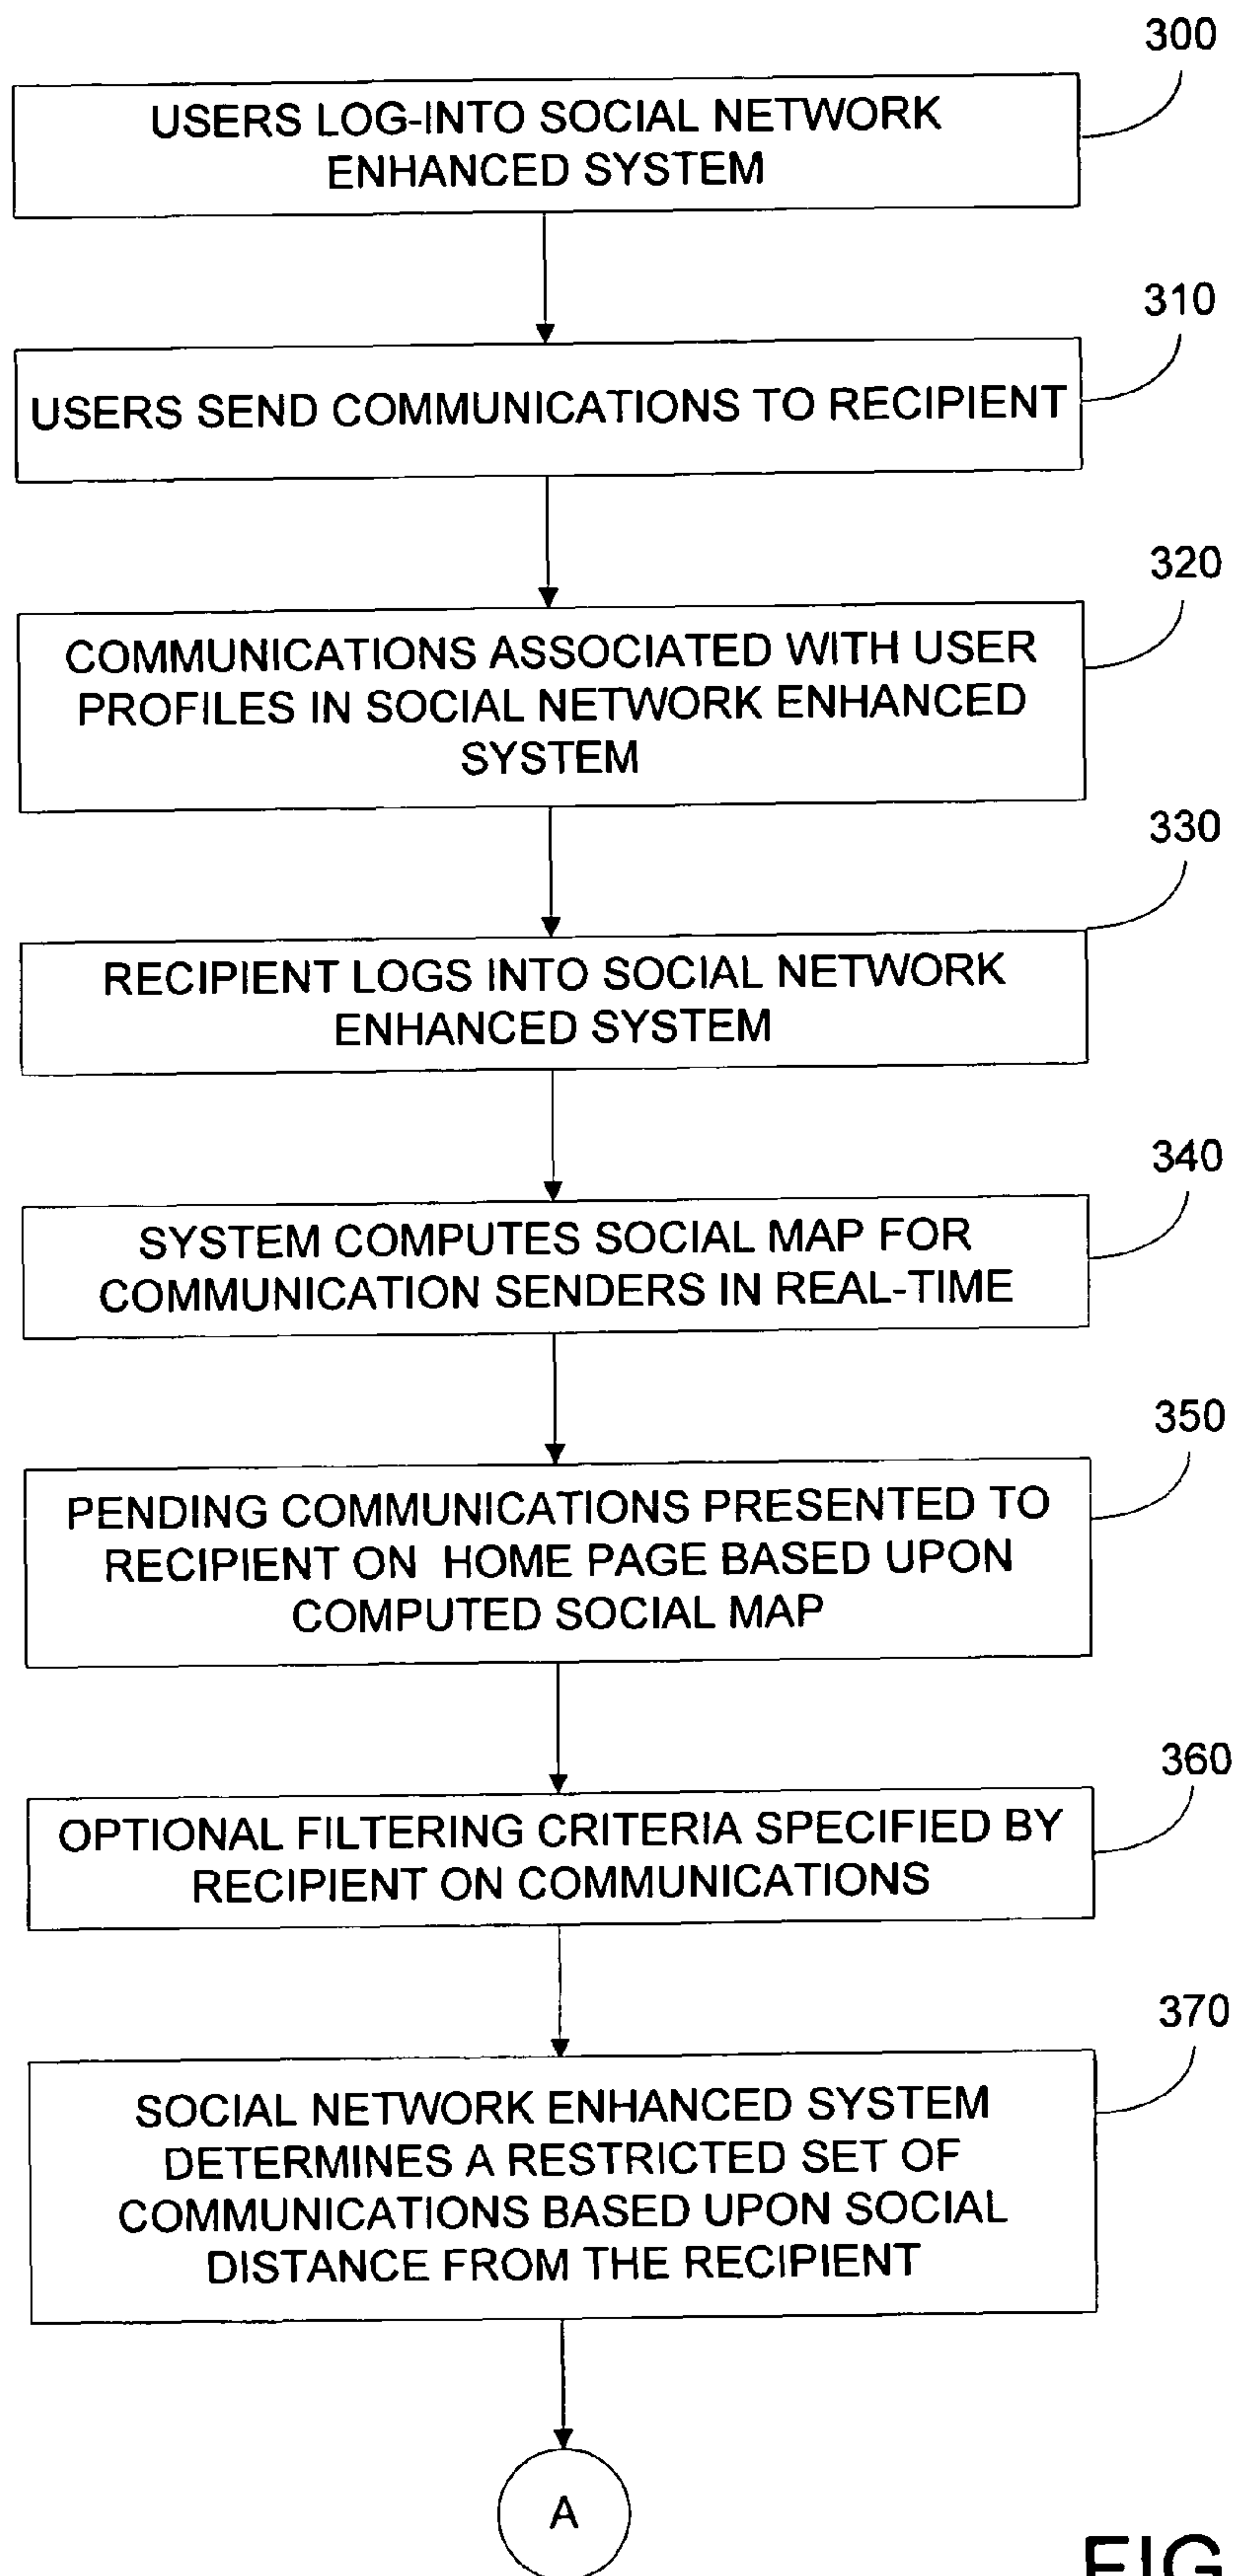 300
USERS LOG-INTO SOCIAL NETWORK
ENHANCED SYSTEM
310
USERS SEND COMMUNICATIONS TO RECIPIENT
320
COMMUNICATIONS ASSOCIATED WITH USER
PROFILES IN SOCIAL NETWORK ENHANCED
SYSTEM
330
RECIPIENT LOGS INTO SOCIAL NETWORK
ENHANCED SYSTEM
340
SYSTEM COMPUTES SOCIAL MAP FOR
COMMUNICATION SENDERS IN REAL-TIME
350
PENDING COMMUNICATIONS PRESENTED TO
RECIPIENT ON HOME PAGE BASED UPON
COMPUTED SOCIAL MAP
360
OPTIONAL FILTERING CRITERIA SPECIFIED BY
RECIPIENT ON COMMUNICATIONS
370
SOCIAL NETWORK ENHANCED SYSTEM
DETERMINES A RESTRICTED SET OF
COMMUNICATIONS BASED UPON SOCIAL
DISTANCE FROM THE RECIPIENT
A
FIG